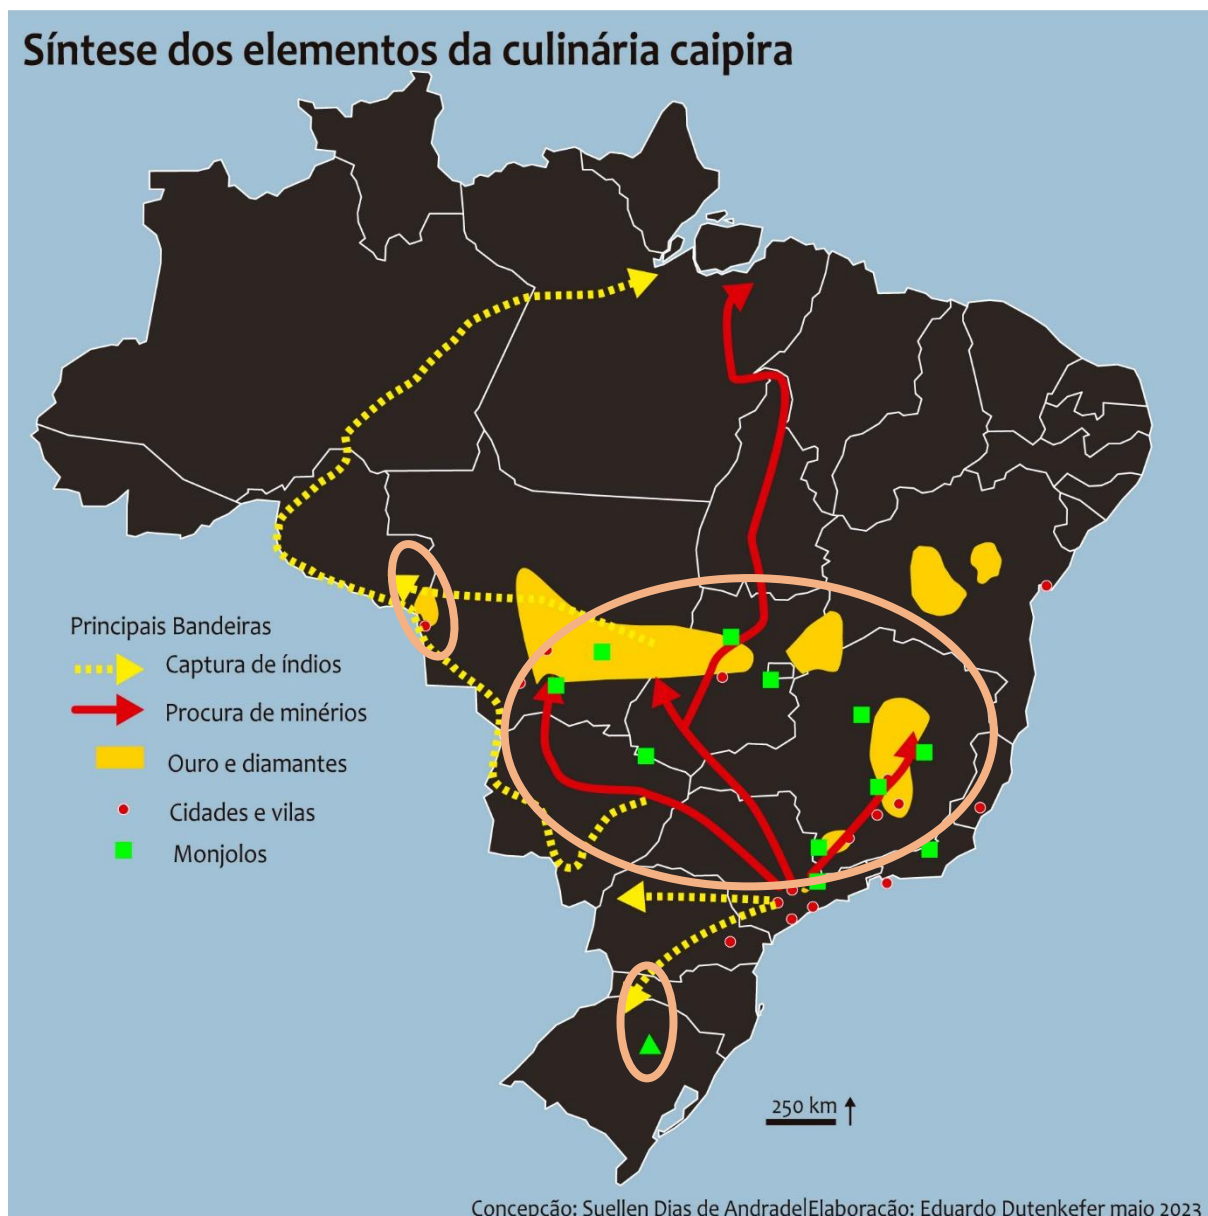 Síntese dos elementos da culinária caipira
Principais Bandeiras
Captura de índios
Procura de minérios
Ouro e diamantes
Cidades e vilas
Monjolos
250 km
Concepção: Suellen Dias de Andrade|Elaboração: Eduardo Dutenkefer maio 2023